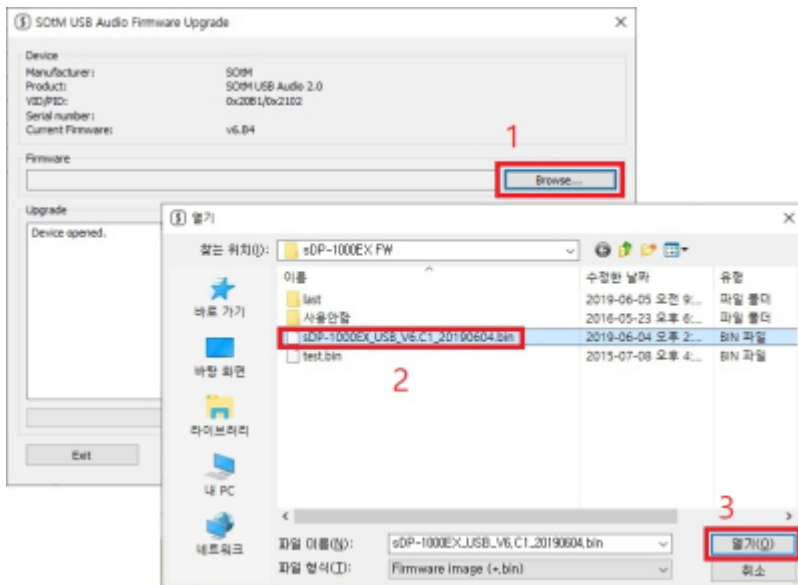 SOtM USB Audio Firmware Upgrade
Device
Manufacturer: SOtM
Product: SOtM USB Audio 2.0
VID/PID: 0x20B1/0x2102
Serial number:
Current Firmware: v6.B4
1
Firmware
Browse...
Upgrade
Device opened.
열기
찾는 위치(I): sDP-1000EX FW
이름 수정한 날짜 유형
last 2019-06-05 오전 9:... 파일 폴더
사용안함 2016-05-23 오후 6:... 파일 폴더
sDP-1000EX_USB_V6.C1_20190604.bin 2019-06-04 오후 2:... BIN 파일
test.bin 2015-07-08 오후 4:... BIN 파일
2
바로 가기
바탕 화면
라이브러리
내 PC
네트워크
Exit
3
파일 이름(N): sDP-1000EX_USB_V6.C1_20190604.bin 열기(O)
파일 형식(T): Firmware Image (*.bin) 취소